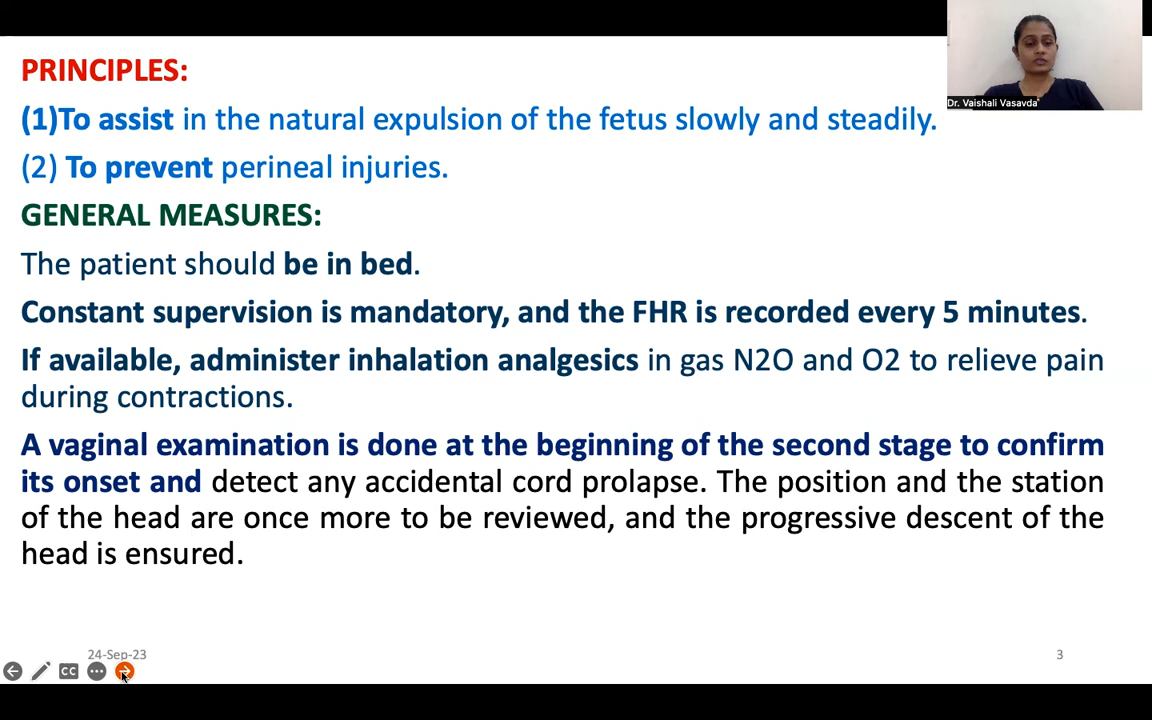 Dr. Vaishali Vasavda
PRINCIPLES:
(1)To assist in the natural expulsion of the fetus slowly and steadily.
(2) To prevent perineal injuries.
GENERAL MEASURES:
The patient should be in bed.
Constant supervision is mandatory, and the FHR is recorded every 5 minutes.
If available, administer inhalation analgesics in gas N2O and O2 to relieve pain
during contractions.
A vaginal examination is done at the beginning of the second stage to confirm
its onset and detect any accidental cord prolapse. The position and the station
of the head are once more to be reviewed, and the progressive descent of the
head is ensured.
24-Sep-23
3
CC